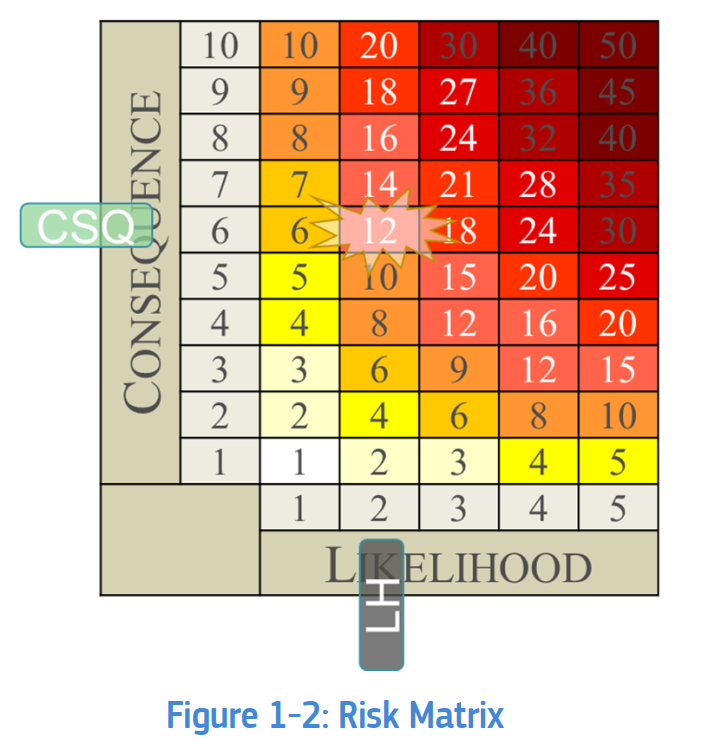 CONSEQUENCE
CSQ
10 10 20 30 40 50
9 9 18 27 36 45
8 8 16 24 32 40
7 7 14 21 28 35
6 6 12 18 24 30
5 5 10 15 20 25
4 4 8 12 16 20
3 3 6 9 12 15
2 2 4 6 8 10
1 1 2 3 4 5
1 2 3 4 5
LIKELIHOOD
LH
Figure 1-2: Risk Matrix